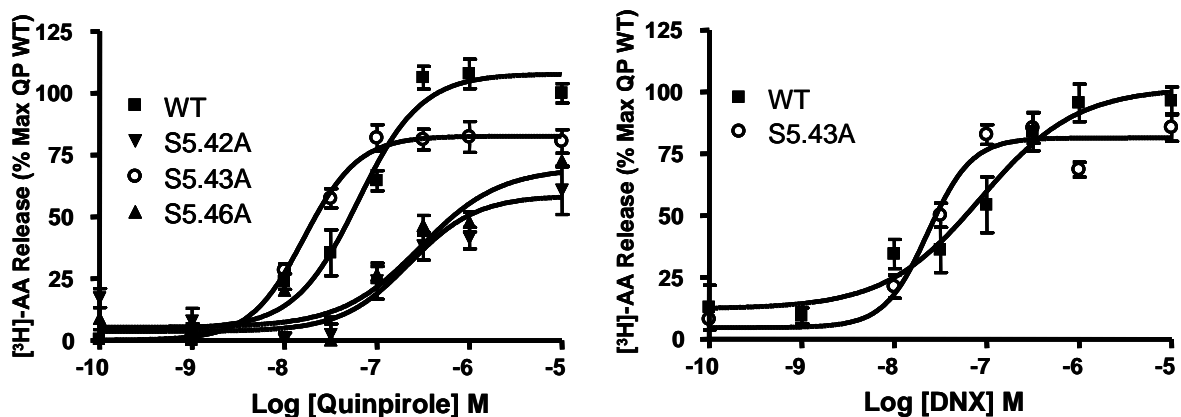 [³H]-AA Release (% Max QP WT)
125
100
75
50
25
0
WT
S5.42A
S5.43A
S5.46A
-10 -9 -8 -7 -6 -5
Log [Quinpirole] M
[³H]-AA Release (% Max QP WT)
125
100
75
50
25
0
WT
S5.43A
-10 -9 -8 -7 -6 -5
Log [DNX] M